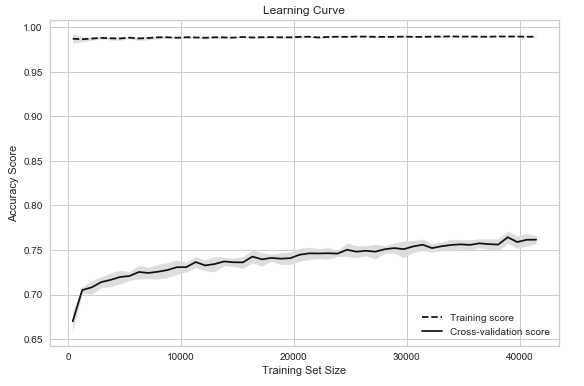 Learning Curve
1.00
0.95
0.90
0.85
0.80
0.75
0.70
0.65
Accuracy Score
0
10000
20000
30000
40000
Training Set Size
Training score
Cross-validation score